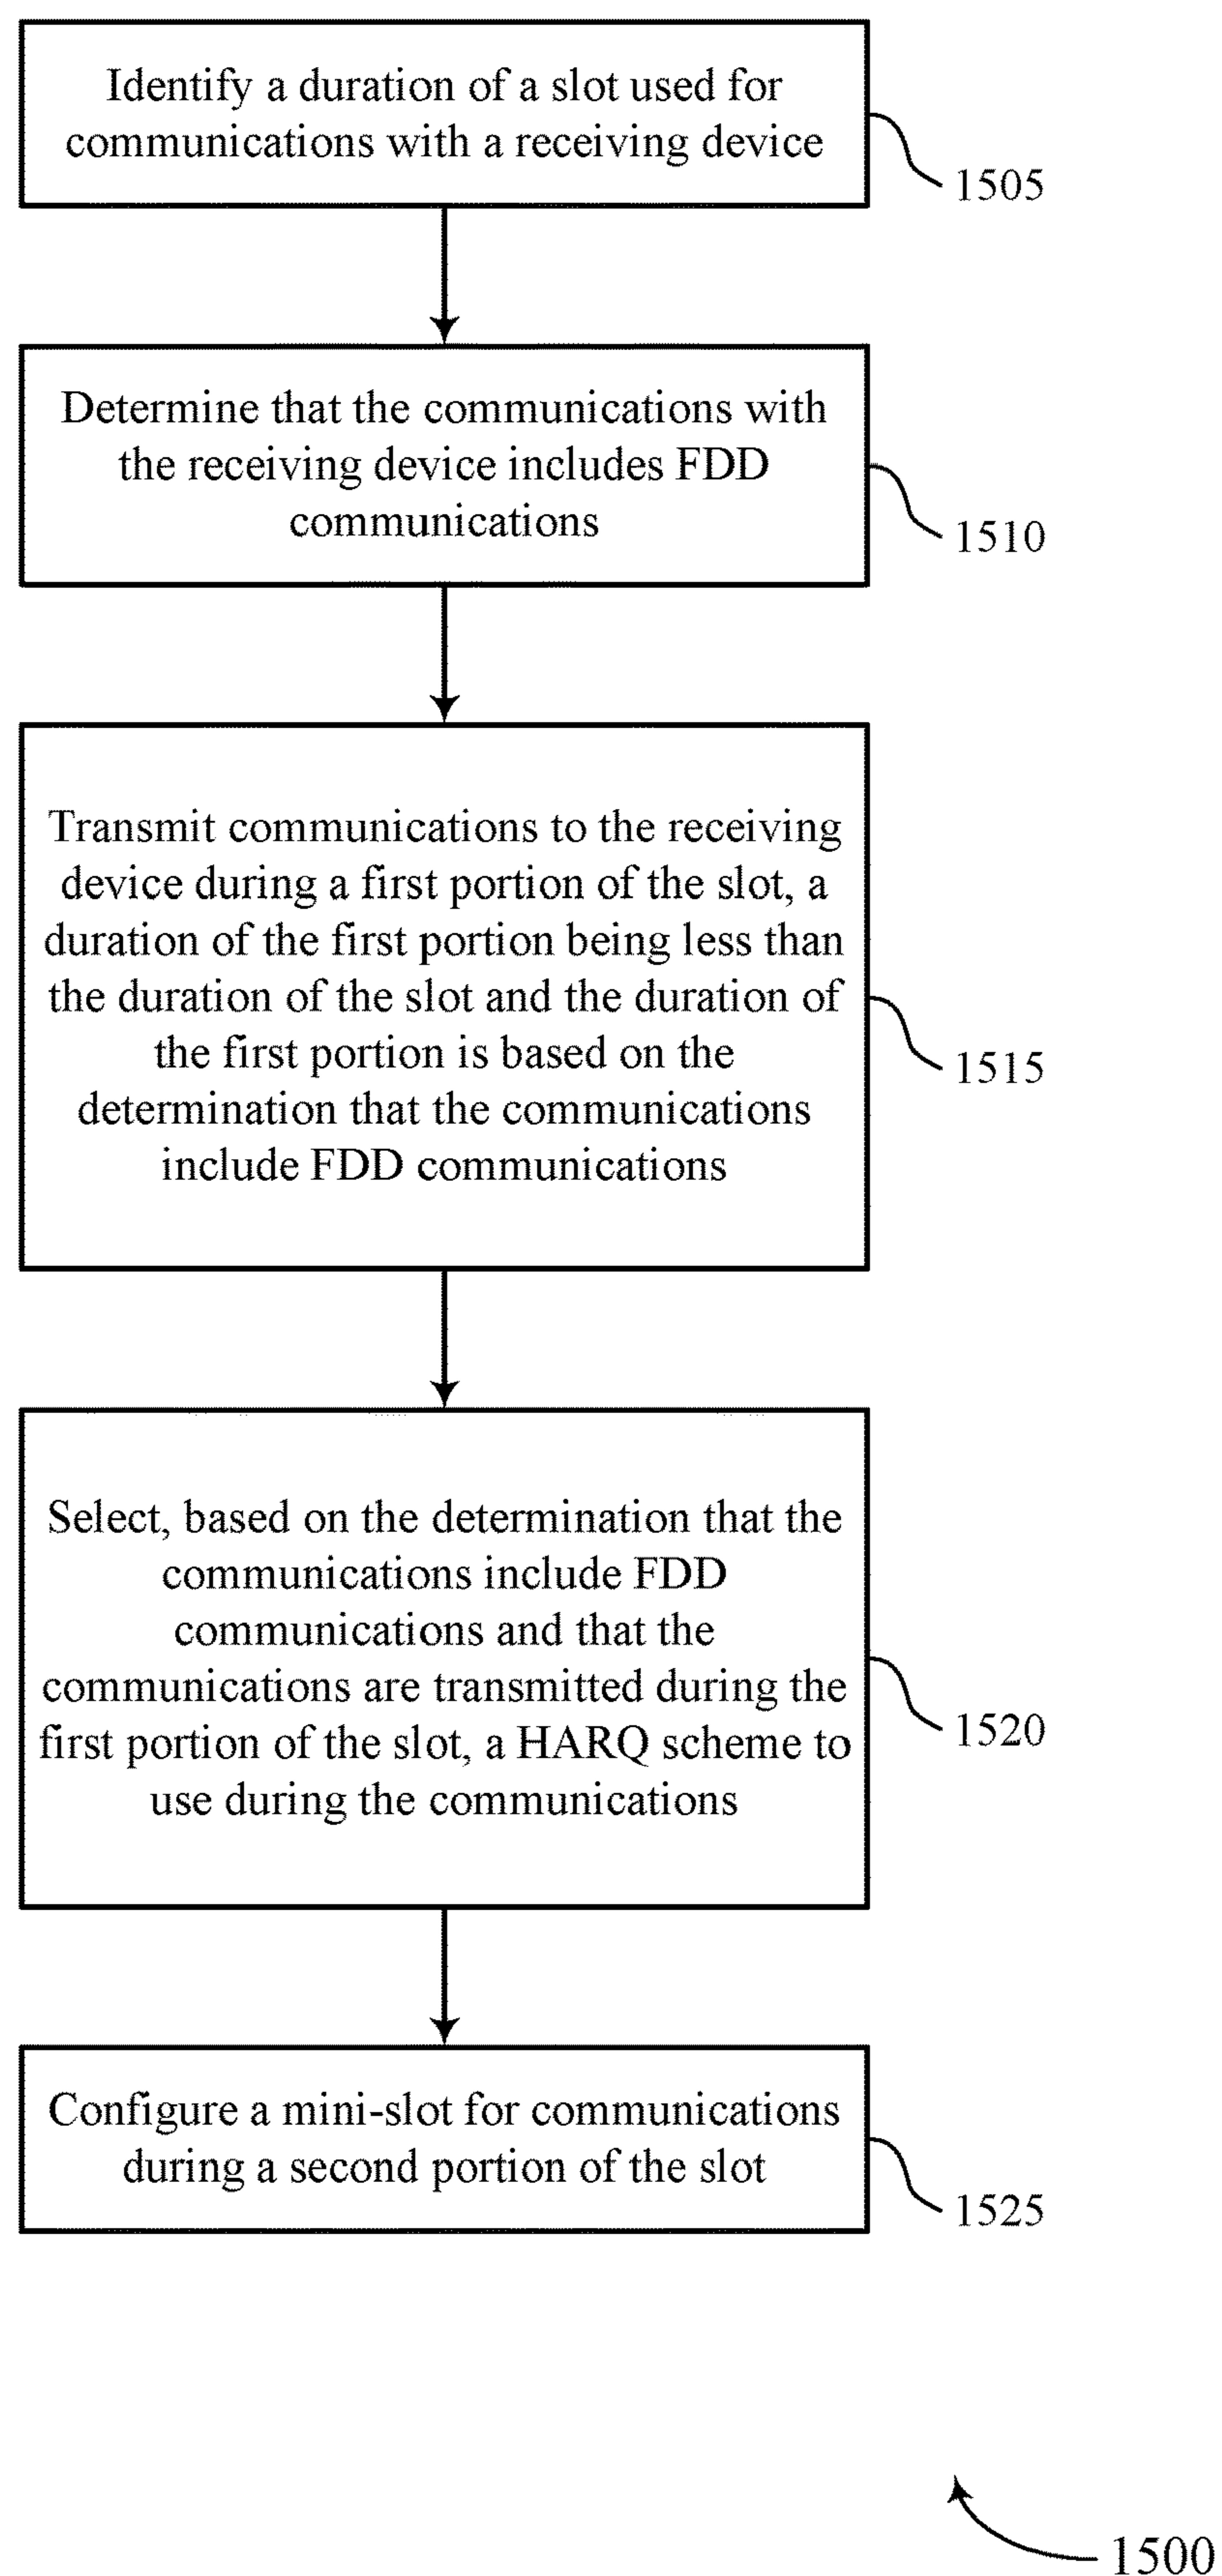 Identify a duration of a slot used for
communications with a receiving device
1505
Determine that the communications with
the receiving device includes FDD
communications
1510
Transmit communications to the receiving
device during a first portion of the slot, a
duration of the first portion being less than
the duration of the slot and the duration of
the first portion is based on the
determination that the communications
include FDD communications
1515
Select, based on the determination that the
communications include FDD
communications and that the
communications are transmitted during the
first portion of the slot, a HARQ scheme to
use during the communications
1520
Configure a mini-slot for communications
during a second portion of the slot
1525
1500